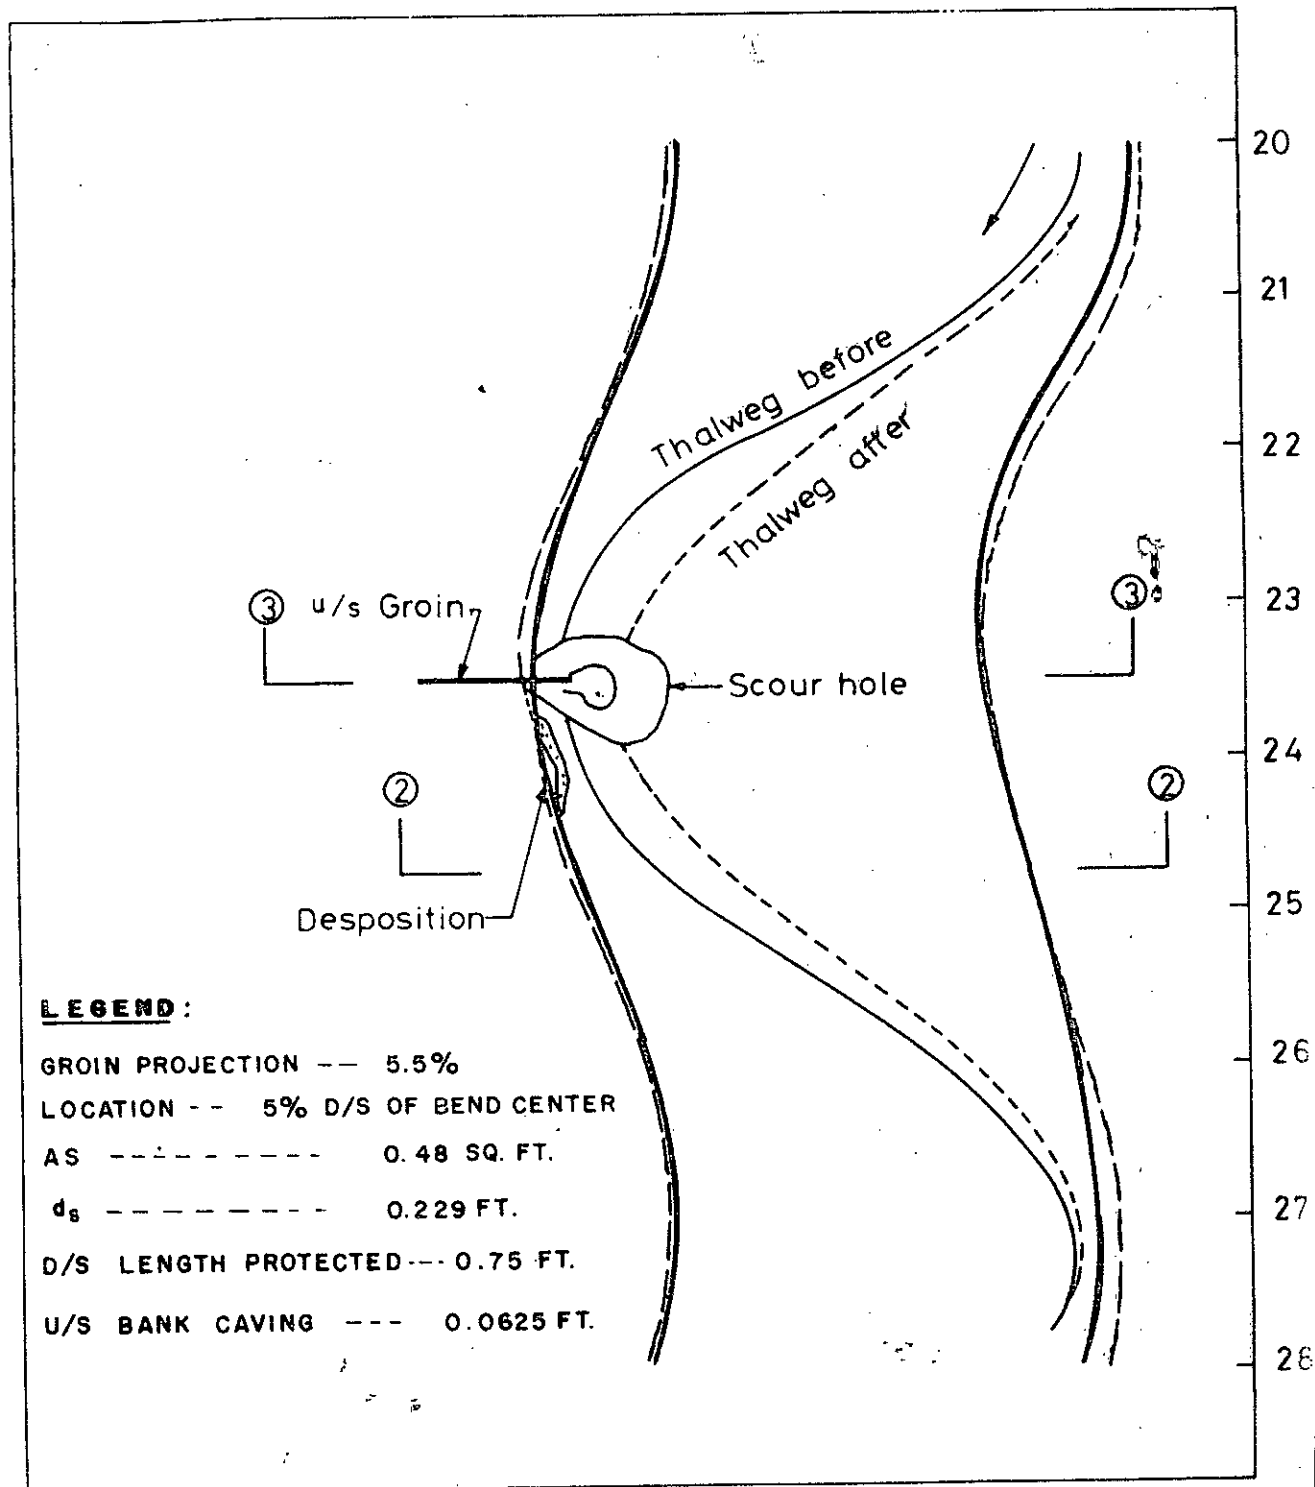 20
21
Thalweg before
22
Thalweg after
③ u/s Groin
③
23
Scour hole
24
②
②
25
Desposition
LEGEND:
GROIN PROJECTION -- 5.5%
26
LOCATION -- 5% D/S OF BEND CENTER
AS -------- 0.48 SQ. FT.
ds -------- 0.229 FT.
27
D/S LENGTH PROTECTED --- 0.75 FT.
U/S BANK CAVING --- 0.0625 FT.
28